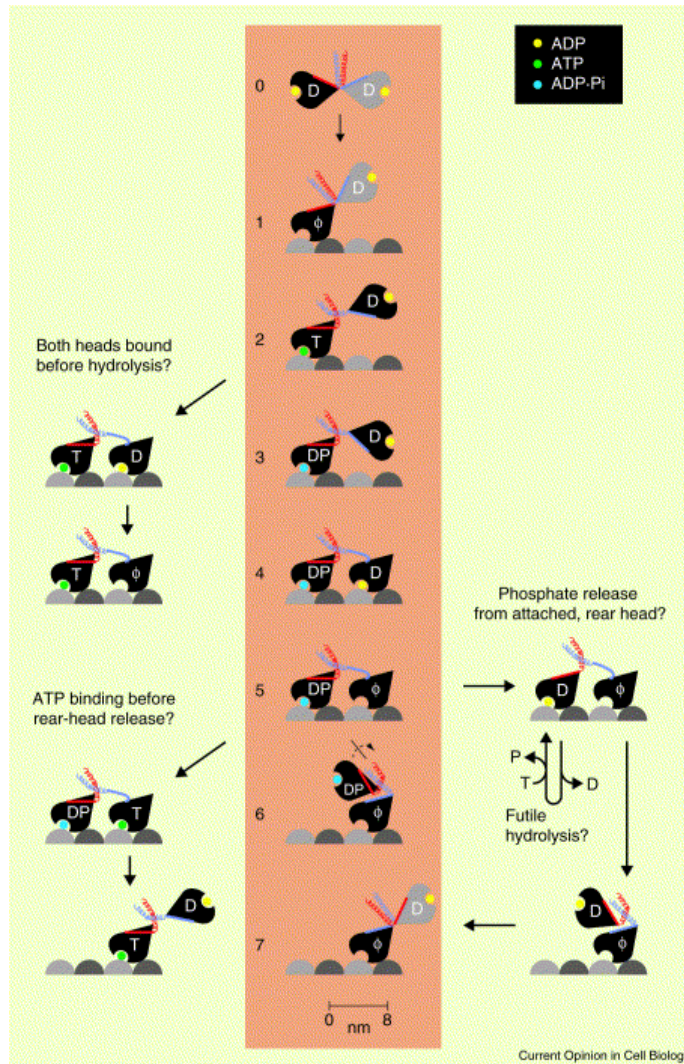 ADP
ATP
ADP-Pi
0
D
D
1
D
ϕ
2
D
T
Both heads bound
before hydrolysis?
T
D
3
D
DP
T
ϕ
4
DP
D
Phosphate release
from attached, rear head?
5
DP
ϕ
D
ϕ
ATP binding before
rear-head release?
P
T
D
Futile
hydrolysis?
6
DP
ϕ
DP
T
D
T
7
D
ϕ
D
ϕ
0
8
nm
Current Opinion in Cell Biolog